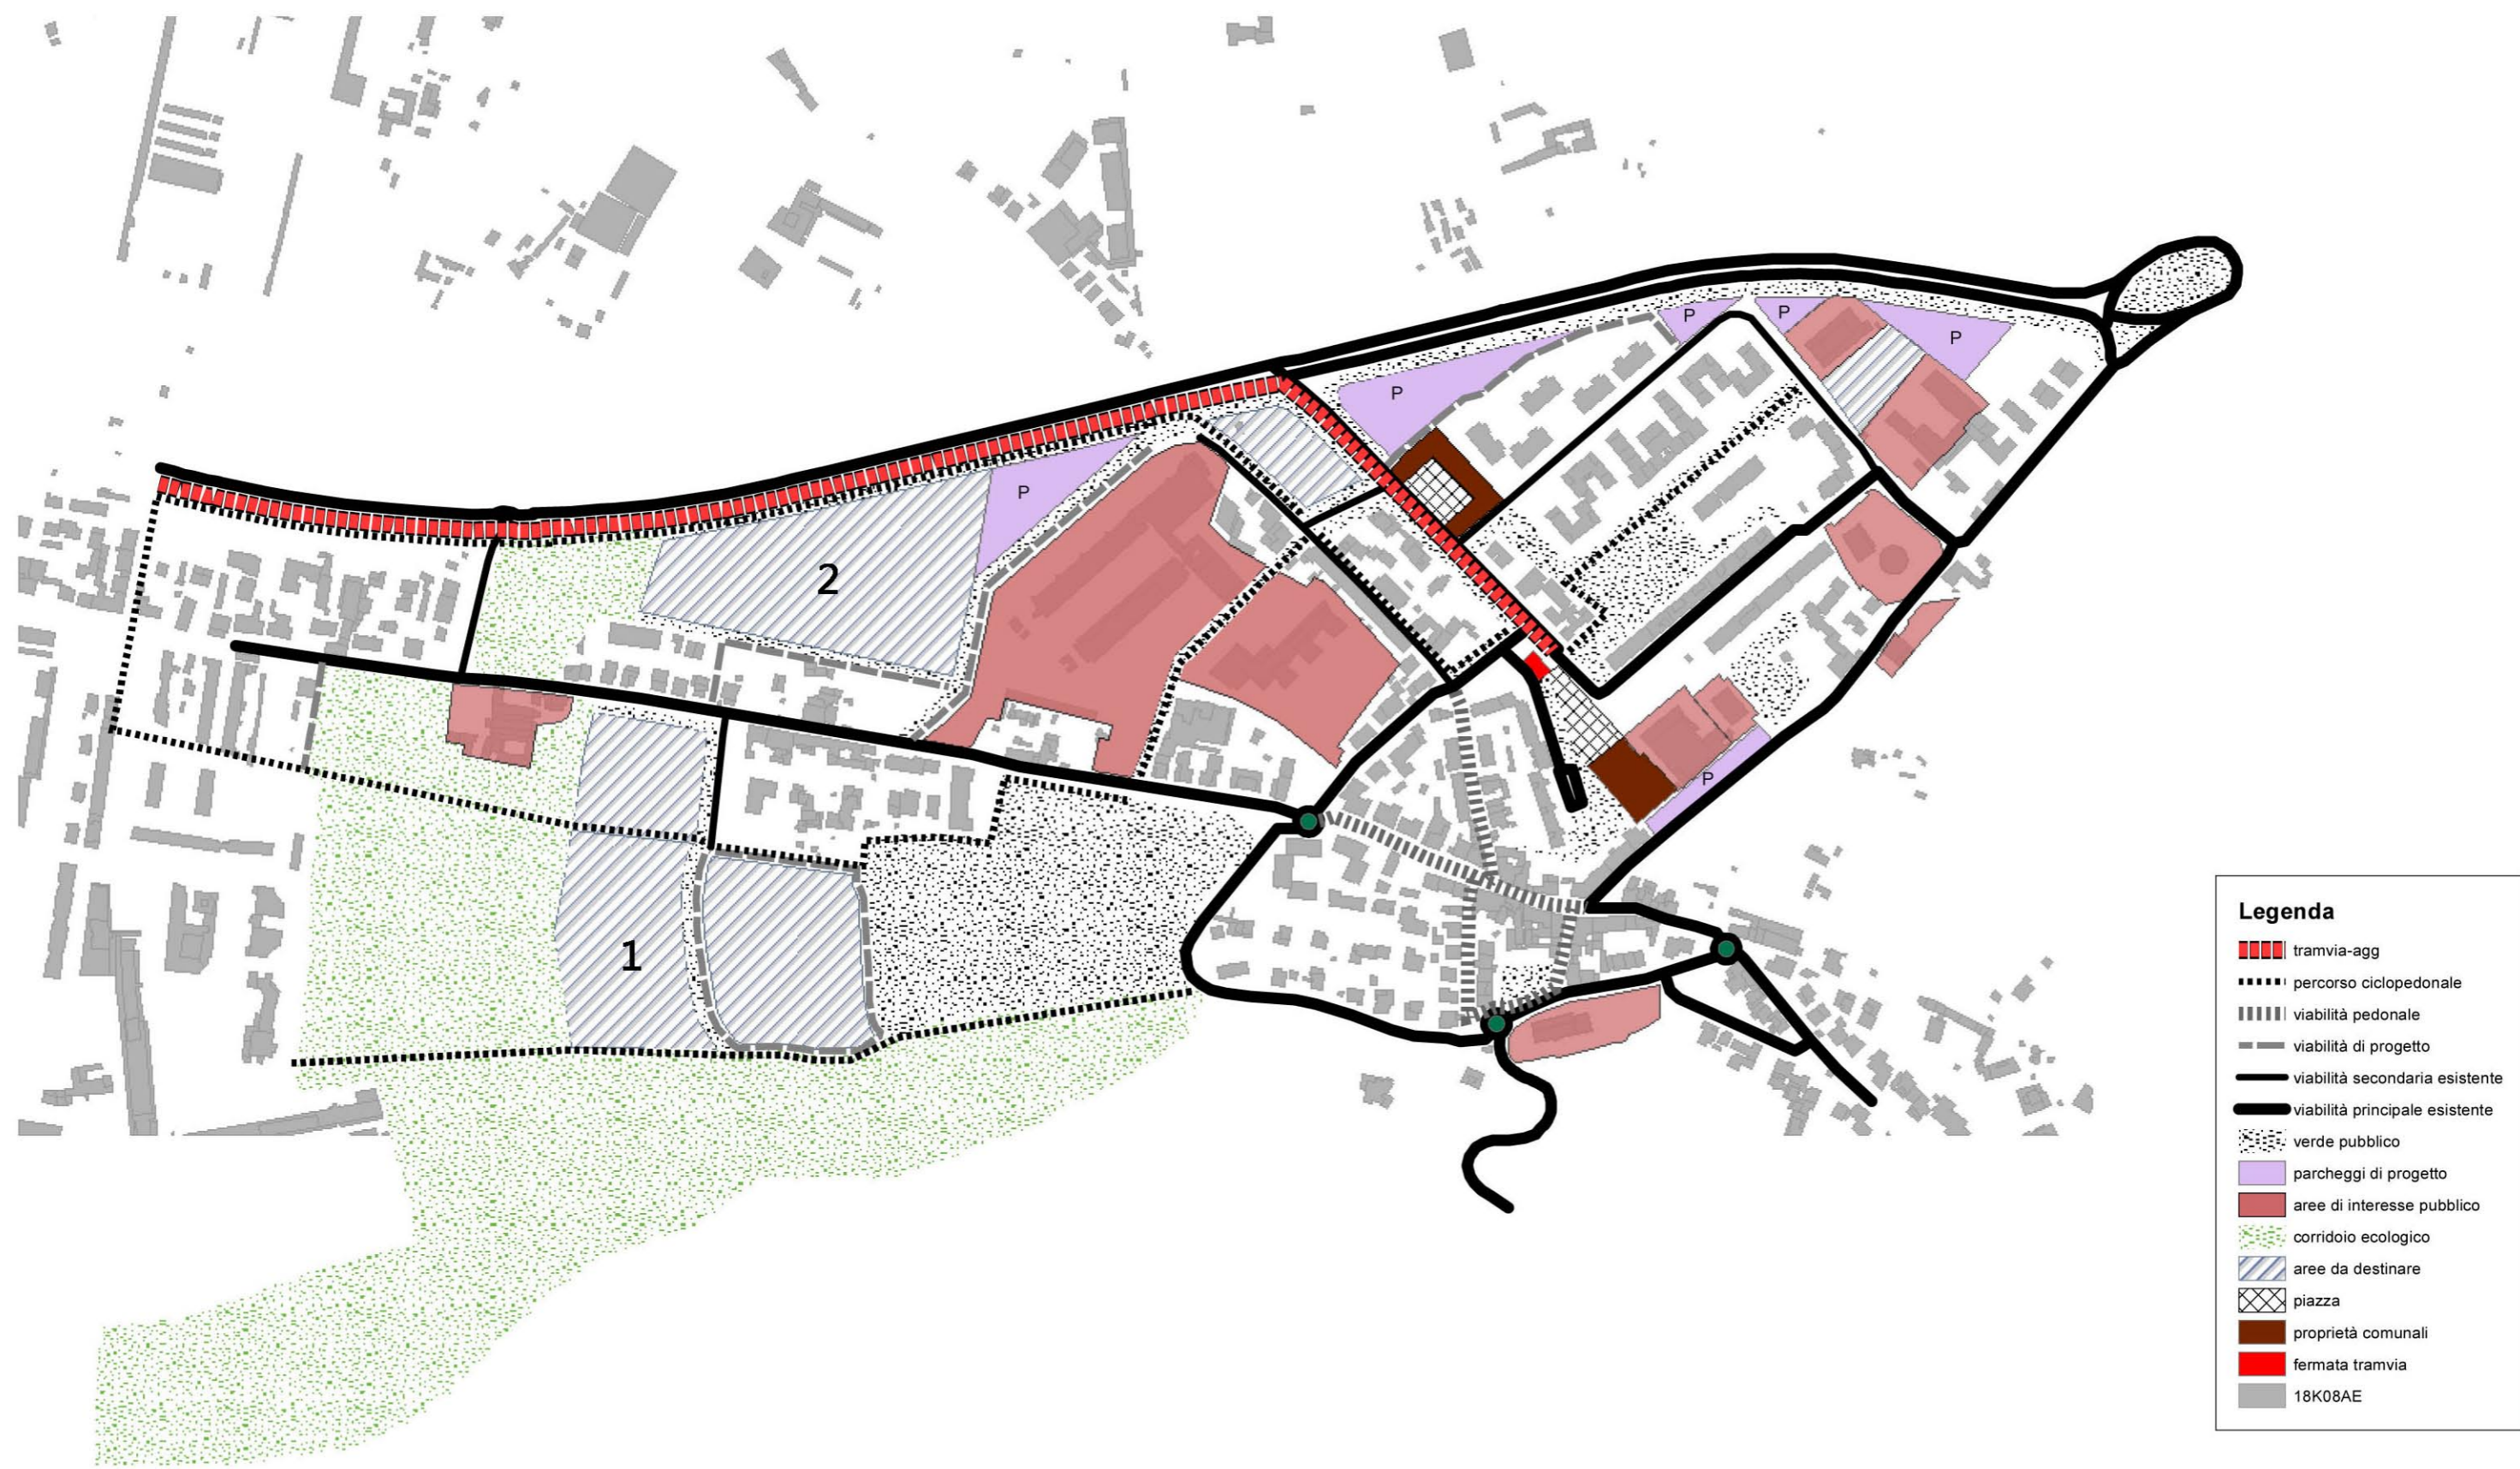 P
P
P
P
P
2
1
P
Legenda
tramvia-agg
percorso ciclopedonale
viabilità pedonale
viabilità di progetto
viabilità secondaria esistente
viabilità principale esistente
verde pubblico
parcheggi di progetto
aree di interesse pubblico
corridoio ecologico
aree da destinare
piazza
proprietà comunali
fermata tramvia
18K08AE